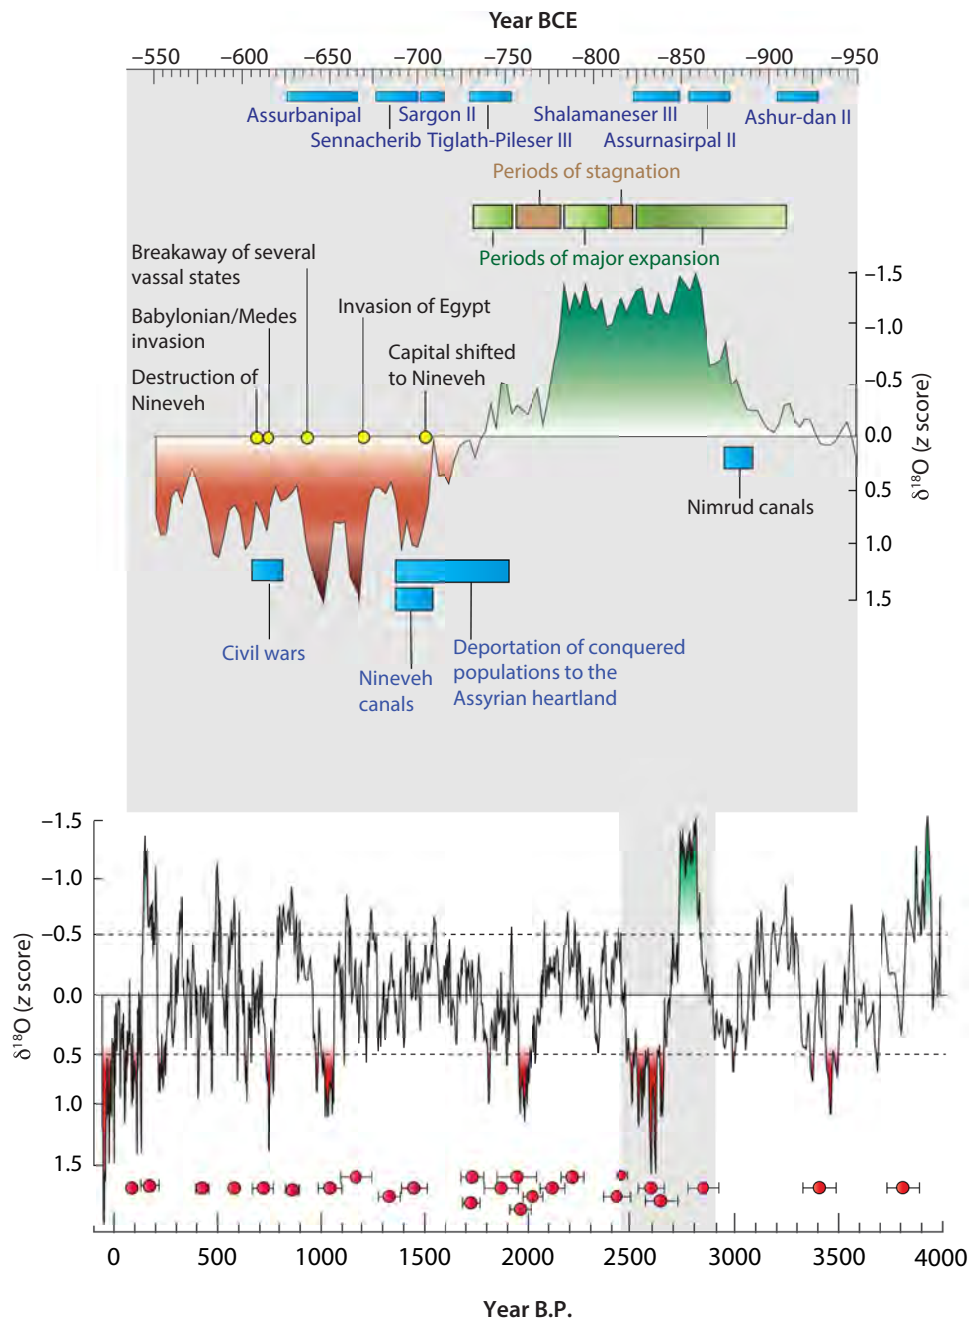 Year BCE
−550 −600 −650 −700 −750 −800 −850 −900 −950
Assurbanipal Sargon II Shalamaneser III Ashur-dan II
Sennacherib Tiglath-Pileser III Assurnasirpal II
Periods of stagnation
Periods of major expansion
Breakaway of several
vassal states
Babylonian/Medes
invasion
Destruction of
Nineveh
Invasion of Egypt
Capital shifted
to Nineveh
−1.5
−1.0
−0.5
0.0
0.5
1.0
1.5
δ18O (z score)
Nimrud canals
Civil wars
Nineveh
canals
Deportation of conquered
populations to the
Assyrian heartland
−1.5
−1.0
−0.5
0.0
0.5
1.0
1.5
δ18O (z score)
0 500 1000 1500 2000 2500 3000 3500 4000
Year B.P.